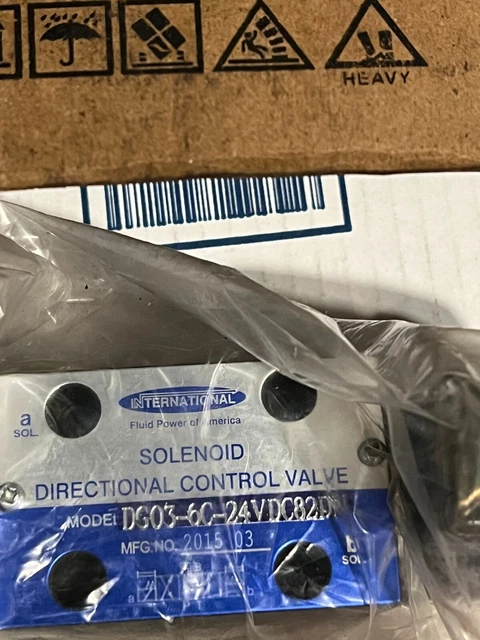 HEAVY
INTERNATIONAL
Fluid Power of America
a
SOL.
SOLENOID
DIRECTIONAL CONTROL VALVE
MODEL DG03-6C-24VDC82D
MFG.NO. 2015 03
b
SOL.
a b